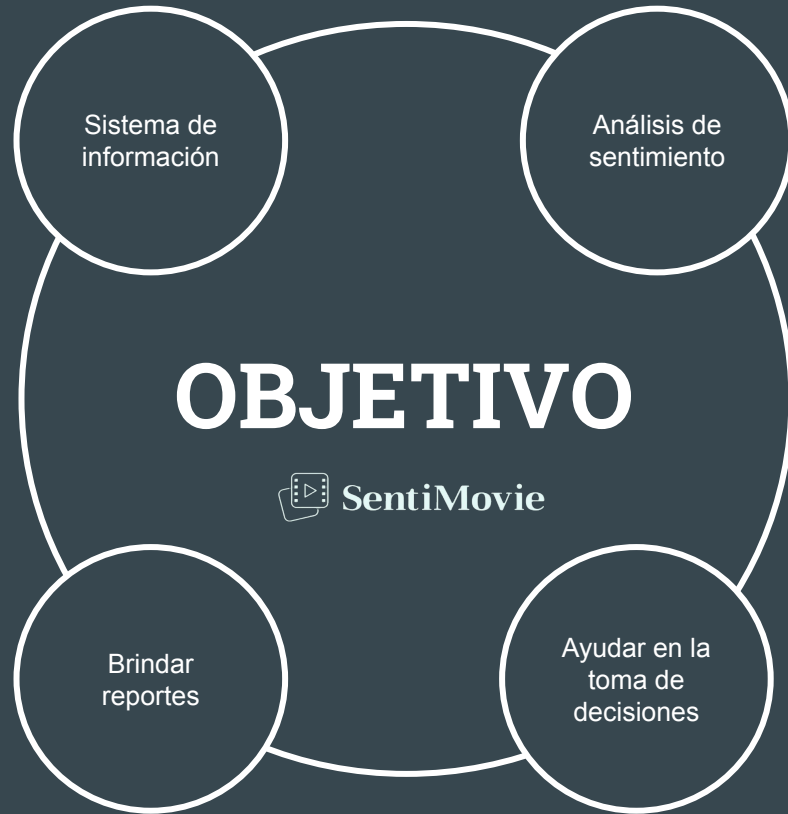 Sistema de
información
Análisis de
sentimiento
OBJETIVO
SentiMovie
Brindar
reportes
Ayudar en la
toma de
decisiones